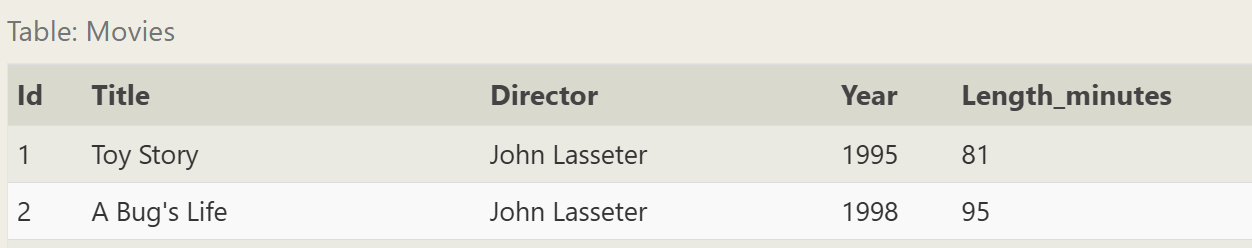 Table: Movies
Id Title Director Year Length_minutes
1 Toy Story John Lasseter 1995 81
2 A Bug's Life John Lasseter 1998 95